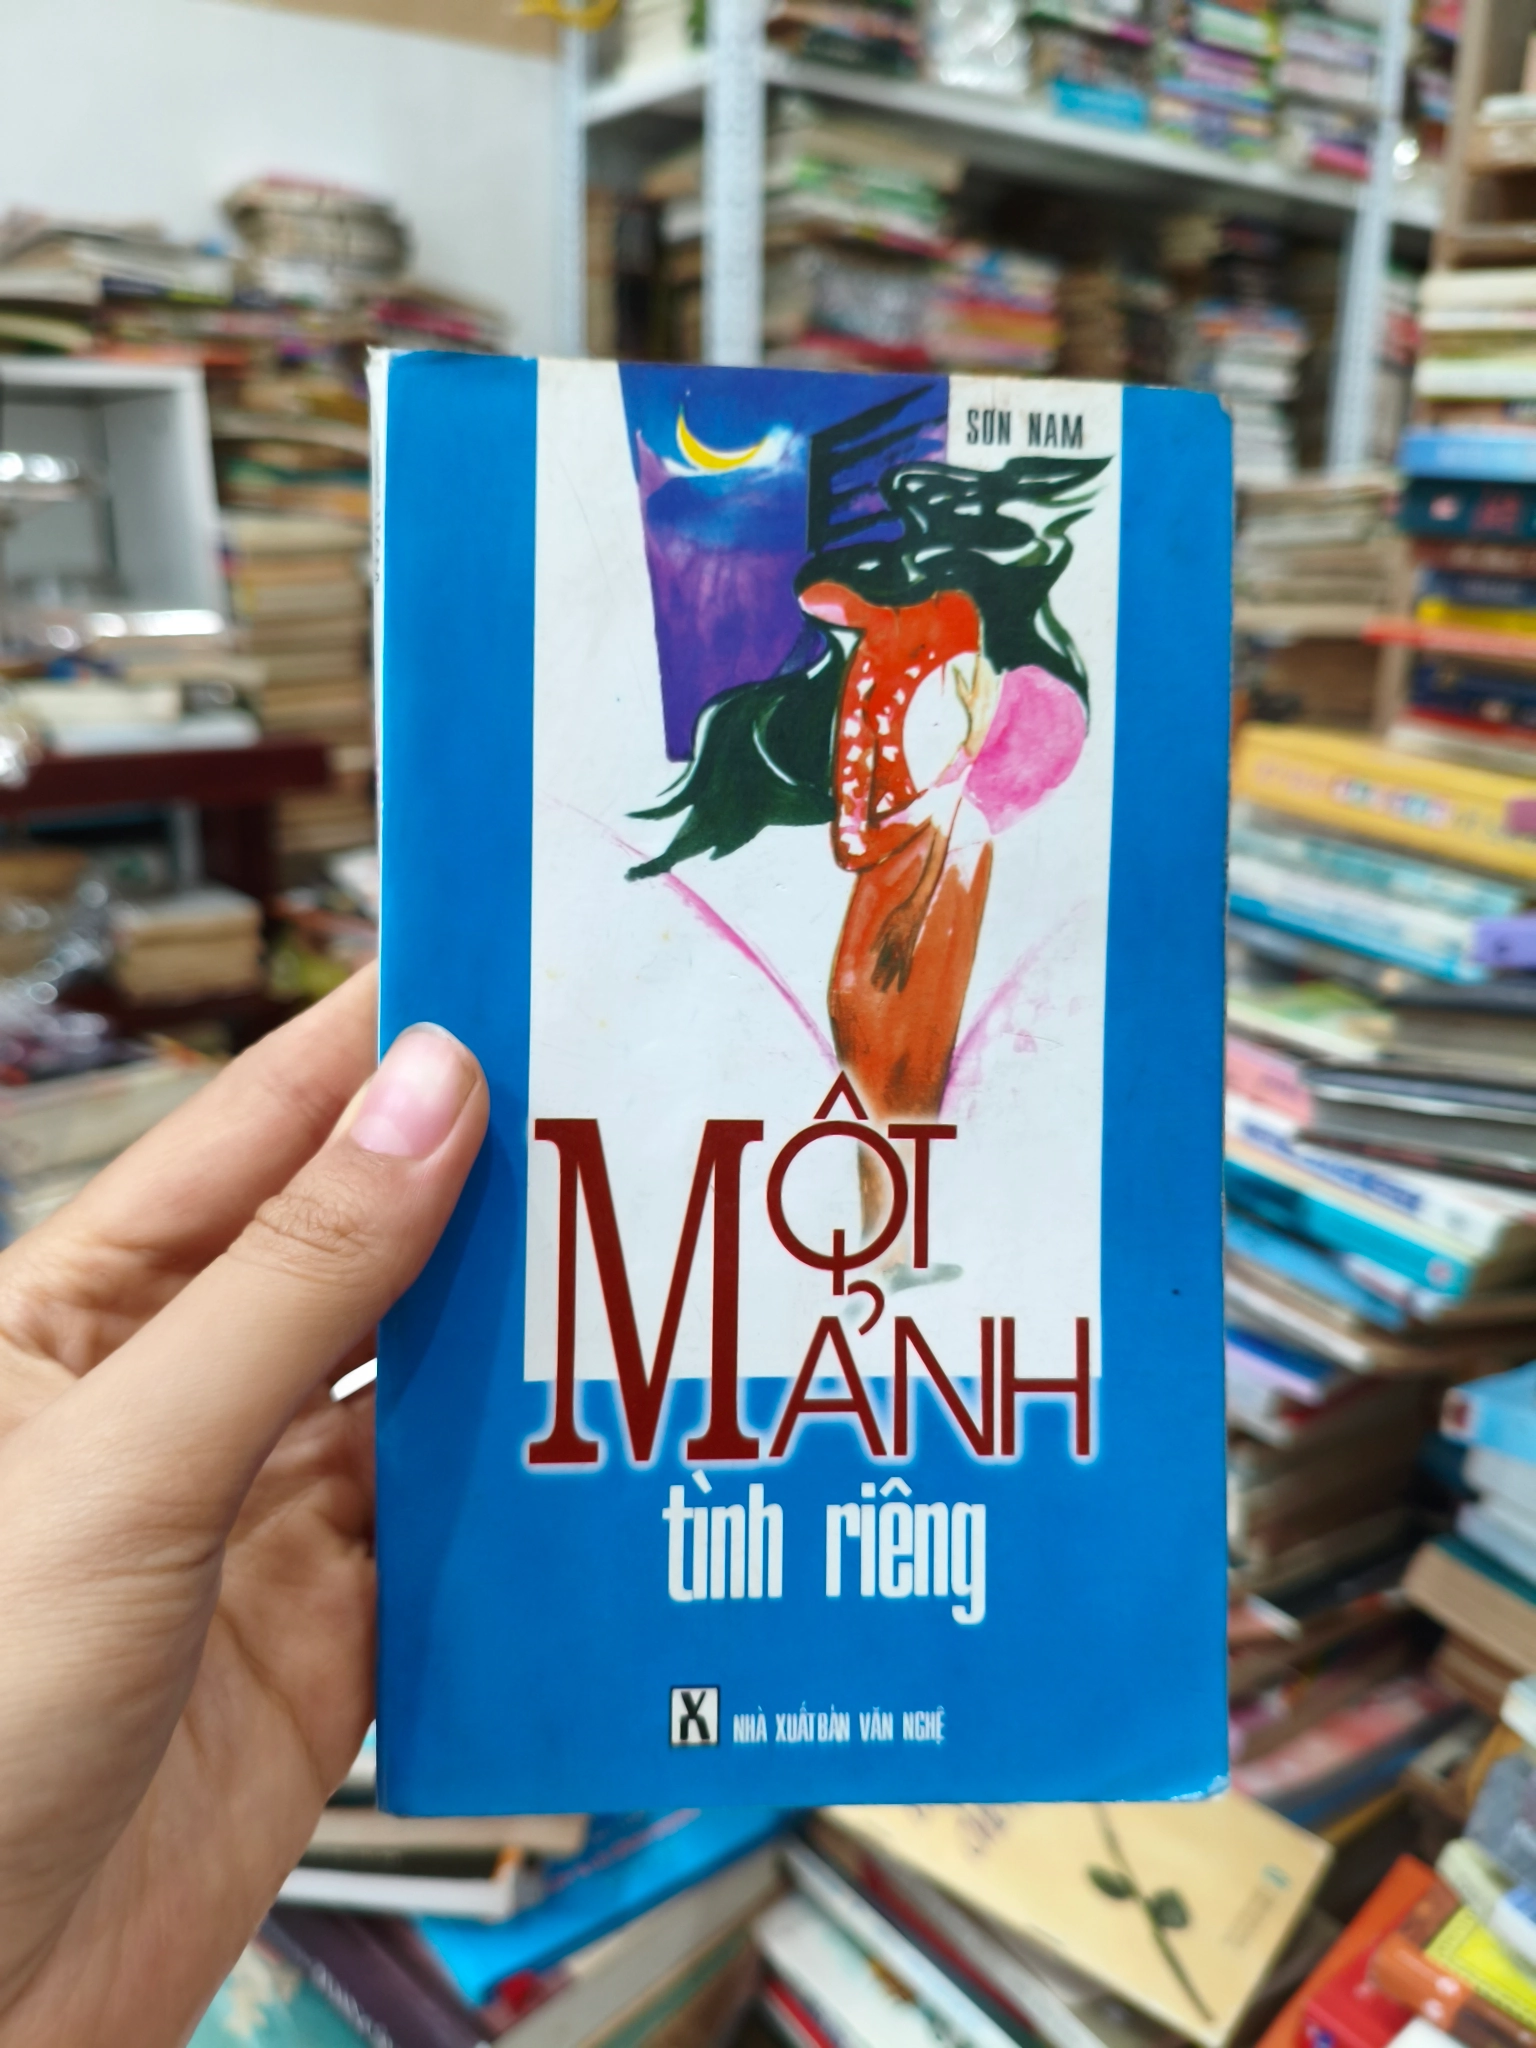 SƠN NAM
MỘT
MẢNH
tình riêng
NHÀ XUẤT BẢN VĂN NGHỆ